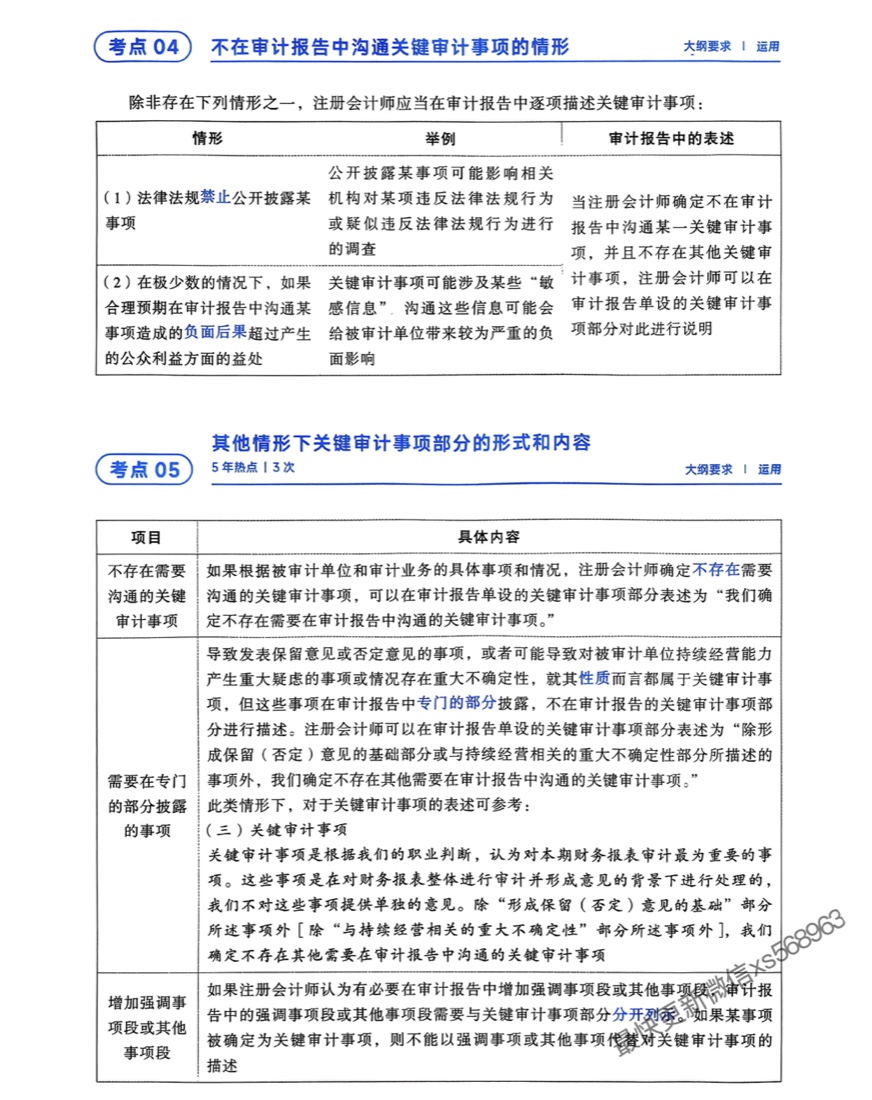 考点 04 不在审计报告中沟通关键审计事项的情形 大纲要求 | 运用
除非存在下列情形之一，注册会计师应当在审计报告中逐项描述关键审计事项：
情形 举例 审计报告中的表述
（1）法律法规禁止公开披露某
事项
公开披露某事项可能影响相关
机构对某项违反法律法规行为
或疑似违反法律法规行为进行
的调查
（2）在极少数的情况下，如果
合理预期在审计报告中沟通某
事项造成的负面后果超过产生
的公众利益方面的益处
关键审计事项可能涉及某些“敏
感信息”．沟通这些信息可能会
给被审计单位带来较为严重的负
面影响
当注册会计师确定不在审计
报告中沟通某一关键审计事
项，并且不存在其他关键审
计事项，注册会计师可以在
审计报告单设的关键审计事
项部分对此进行说明
考点 05 其他情形下关键审计事项部分的形式和内容
5 年热点 | 3 次 大纲要求 | 运用
项目 具体内容
不存在需要
沟通的关键
审计事项
如果根据被审计单位和审计业务的具体事项和情况，注册会计师确定不存在需要
沟通的关键审计事项，可以在审计报告单设的关键审计事项部分表述为“我们确
定不存在需要在审计报告中沟通的关键审计事项。”
需要在专门
的部分披露
的事项
导致发表保留意见或否定意见的事项，或者可能导致对被审计单位持续经营能力
产生重大疑虑的事项或情况存在重大不确定性，就其性质而言都属于关键审计事
项，但这些事项在审计报告中专门的部分披露，不在审计报告的关键审计事项部
分进行描述。注册会计师可以在审计报告单设的关键审计事项部分表述为“除形
成保留（否定）意见的基础部分或与持续经营相关的重大不确定性部分所描述的
事项外，我们确定不存在其他需要在审计报告中沟通的关键审计事项。”
此类情形下，对于关键审计事项的表述可参考：
（三）关键审计事项
关键审计事项是根据我们的职业判断，认为对本期财务报表审计最为重要的事
项。这些事项是在对财务报表整体进行审计并形成意见的背景下进行处理的，
我们不对这些事项提供单独的意见。除“形成保留（否定）意见的基础”部分
所述事项外［除“与持续经营相关的重大不确定性”部分所述事项外］，我们
确定不存在其他需要在审计报告中沟通的关键审计事项
增加强调事
项段或其他
事项段
如果注册会计师认为有必要在审计报告中增加强调事项段或其他事项段，审计报
告中的强调事项段或其他事项段需要与关键审计事项部分分开列示。如果某事项
被确定为关键审计事项，则不能以强调事项或其他事项代替对关键审计事项的
描述
最快更新微信xs568963